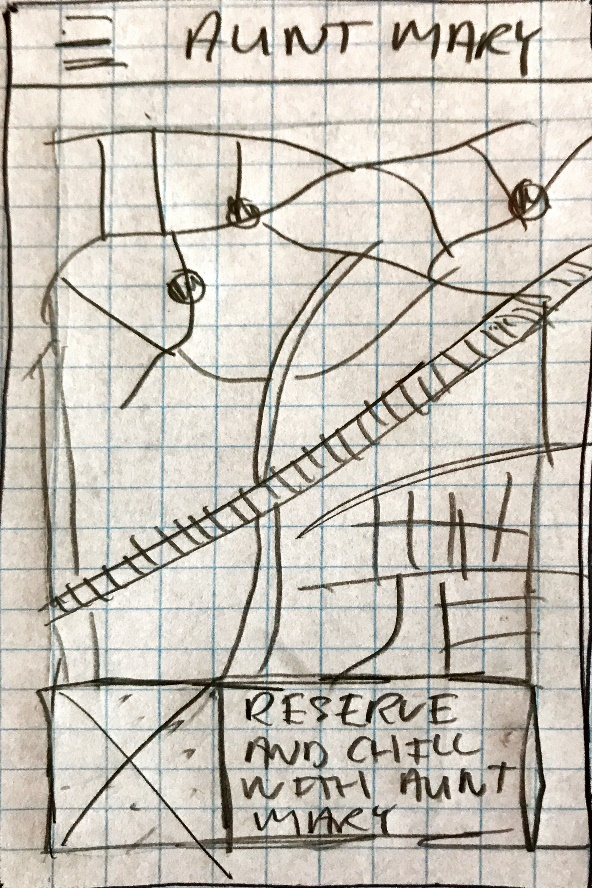 AUNT MARY
RESERVE
AND CHILL
WITH AUNT
MARY